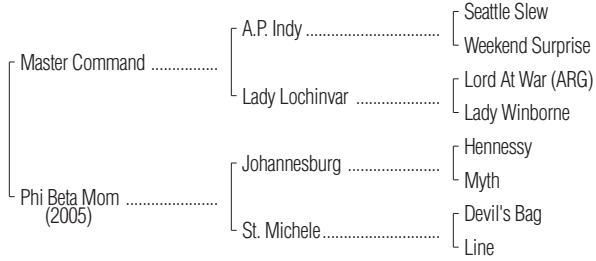 Seattle Slew
A.P. Indy ..............................
Weekend Surprise
Master Command ...............
Lord At War (ARG)
Lady Lochinvar ...................
Lady Winborne
Hennessy
Johannesburg .....................
Myth
Phi Beta Mom .....................
(2005)
Devil's Bag
St. Michele...........................
Line